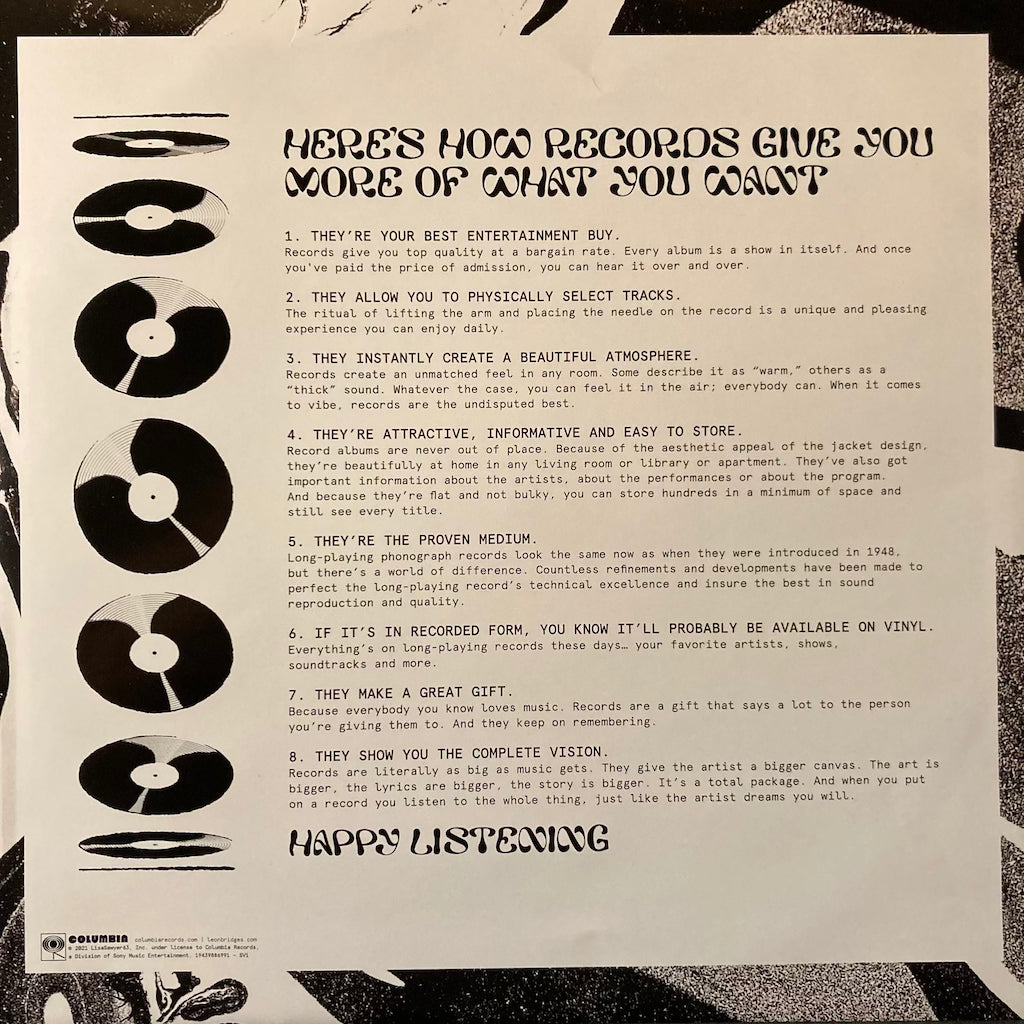 HERE'S HOW RECORDS GIVE YOU
MORE OF WHAT YOU WANT
1. THEY'RE YOUR BEST ENTERTAINMENT BUY.
Records give you top quality at a bargain rate. Every album is a show in itself. And once
you've paid the price of admission, you can hear it over and over.
2. THEY ALLOW YOU TO PHYSICALLY SELECT TRACKS.
The ritual of lifting the arm and placing the needle on the record is a unique and pleasing
experience you can enjoy daily.
3. THEY INSTANTLY CREATE A BEAUTIFUL ATMOSPHERE.
Records create an unmatched feel in any room. Some describe it as “warm,” others as a
“thick” sound. Whatever the case, you can feel it in the air; everybody can. When it comes
to vibe, records are the undisputed best.
4. THEY'RE ATTRACTIVE, INFORMATIVE AND EASY TO STORE.
Record albums are never out of place. Because of the aesthetic appeal of the jacket design,
they're beautifully at home in any living room or library or apartment. They've also got
important information about the artists, about the performances or about the program.
And because they're flat and not bulky, you can store hundreds in a minimum of space and
still see every title.
5. THEY'RE THE PROVEN MEDIUM.
Long-playing phonograph records look the same now as when they were introduced in 1948,
but there's a world of difference. Countless refinements and developments have been made to
perfect the long-playing record's technical excellence and insure the best in sound
reproduction and quality.
6. IF IT'S IN RECORDED FORM, YOU KNOW IT'LL PROBABLY BE AVAILABLE ON VINYL.
Everything's on long-playing records these days… your favorite artists, shows,
soundtracks and more.
7. THEY MAKE A GREAT GIFT.
Because everybody you know loves music. Records are a gift that says a lot to the person
you're giving them to. And they keep on remembering.
8. THEY SHOW YOU THE COMPLETE VISION.
Records are literally as big as music gets. They give the artist a bigger canvas. The art is
bigger, the lyrics are bigger, the story is bigger. It's a total package. And when you put
on a record you listen to the whole thing, just like the artist dreams you will.
HAPPY LISTENING
COLUMBIA columbiarecords.com | leonbridges.com
℗ 2021 LisaSawyer63, Inc. under license to Columbia Records,
a Division of Sony Music Entertainment. 19439886991 - SV1